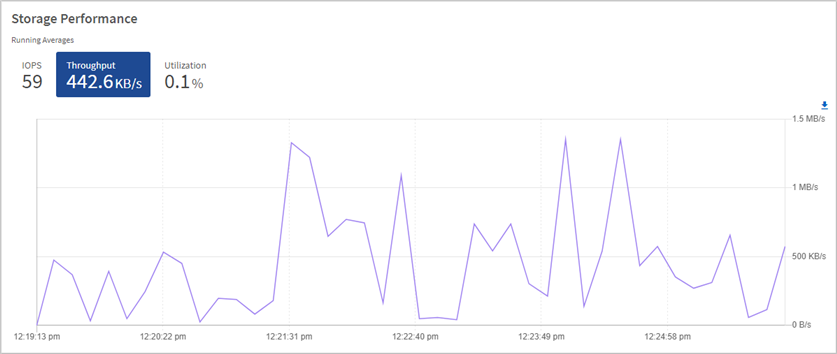 Storage Performance
Running Averages
IOPS Throughput Utilization
59 442.6 KB/s 0.1 %
1.5 MB/s
1 MB/s
500 KB/s
0 B/s
12:19:13 pm 12:20:22 pm 12:21:31 pm 12:22:40 pm 12:23:49 pm 12:24:58 pm